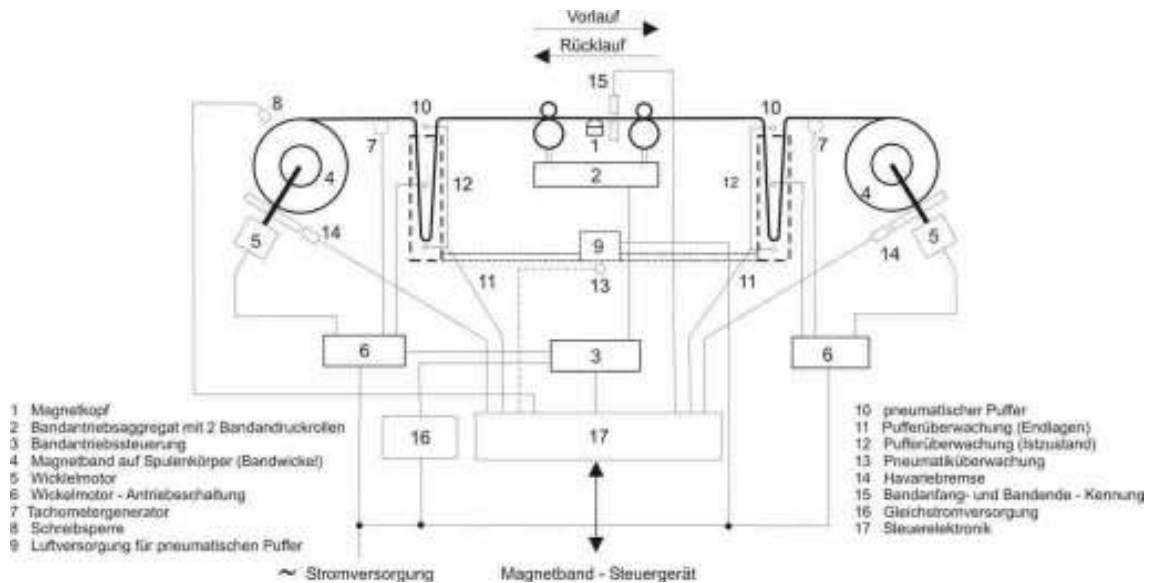 Vorlauf
Rücklauf
15
8
10
10
7
1
7
4
12
2
12
4
5
14
9
14
5
11
13
11
6
3
6
16
17
1 Magnetkopf
2 Bandantriebsaggregat mit 2 Bandandruckrollen
3 Bandantriebssteuerung
4 Magnetband auf Spulenkörper (Bandwickel)
5 Wicklelmotor
6 Wickelmotor - Antriebschaltung
7 Tachometergenerator
8 Schreibsperre
9 Luftversorgung für pneumatischen Puffer
10 pneumatischer Puffer
11 Pufferüberwachung (Endlagen)
12 Pufferüberwachung (Istzustand)
13 Pneumatiküberwachung
14 Havariebremse
15 Bandanfang- und Bandende - Kennung
16 Gleichstromversorgung
17 Steuerelektronik
~ Stromversorgung
Magnetband - Steuergerät